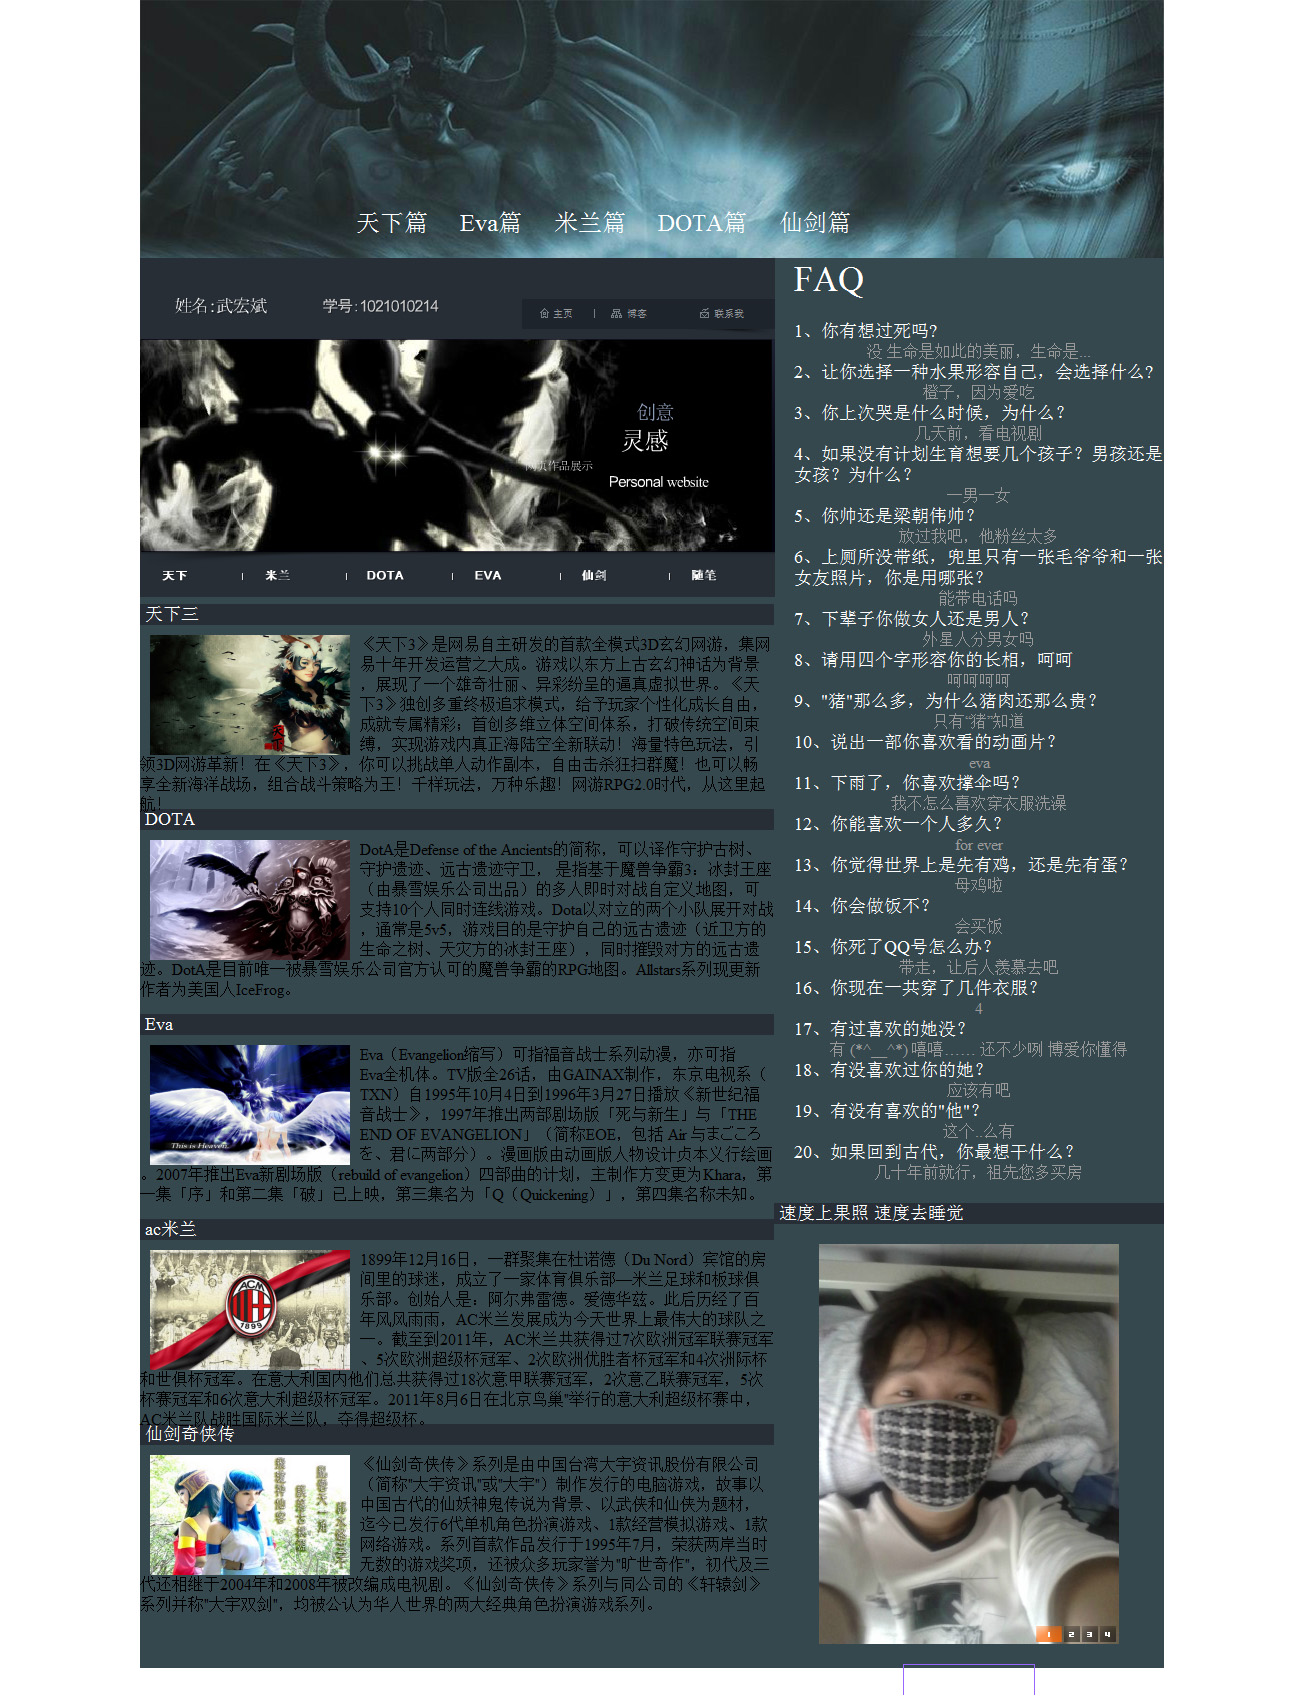 天下篇 Eva篇 米兰篇 DOTA篇 仙剑篇
姓名:武宏斌 学号:1021010214
主页 | 博客 联系我
创意
灵感
网页作品展示
Personal website
天下 | 米兰 | DOTA | EVA | 仙剑 | 随笔
天下三
《天下3》是网易自主研发的首款全模式3D玄幻网游，集网
易十年开发运营之大成。游戏以东方上古玄幻神话为背景
，展现了一个雄奇壮丽、异彩纷呈的逼真虚拟世界。《天
下3》独创多重终极追求模式，给予玩家个性化成长自由，
成就专属精彩；首创多维立体空间体系，打破传统空间束
缚，实现游戏内真正海陆空全新联动！海量特色玩法，引
领3D网游革新！在《天下3》，你可以挑战单人动作副本，自由击杀狂扫群魔！也可以畅
享全新海洋战场，组合战斗策略为王！千样玩法，万种乐趣！网游RPG2.0时代，从这里起
航！
DOTA
DotA是Defense of the Ancients的简称，可以译作守护古树、
守护遗迹、远古遗迹守卫， 是指基于魔兽争霸3：冰封王座
（由暴雪娱乐公司出品）的多人即时对战自定义地图，可
支持10个人同时连线游戏。Dota以对立的两个小队展开对战
，通常是5v5，游戏目的是守护自己的远古遗迹（近卫方的
生命之树、天灾方的冰封王座），同时摧毁对方的远古遗
迹。DotA是目前唯一被暴雪娱乐公司官方认可的魔兽争霸的RPG地图。Allstars系列现更新
作者为美国人IceFrog。
Eva
Eva（Evangelion缩写）可指福音战士系列动漫，亦可指
Eva全机体。TV版全26话，由GAINAX制作，东京电视系（
TXN）自1995年10月4日到1996年3月27日播放《新世纪福
音战士》，1997年推出两部剧场版「死与新生」与「THE
END OF EVANGELION」（简称EOE，包括 Air 与まごころ
を、君に两部分）。漫画版由动画版人物设计贞本义行绘画
。2007年推出Eva新剧场版（rebuild of evangelion）四部曲的计划，主制作方变更为Khara，第
一集「序」和第二集「破」已上映，第三集名为「Q（Quickening）」，第四集名称未知。
This is Heaven.
ac米兰
1899年12月16日，一群聚集在杜诺德（Du Nord）宾馆的房
间里的球迷，成立了一家体育俱乐部—米兰足球和板球俱
乐部。创始人是：阿尔弗雷德。爱德华兹。此后历经了百
年风风雨雨，AC米兰发展成为今天世界上最伟大的球队之
一。截至到2011年，AC米兰共获得过7次欧洲冠军联赛冠军
、5次欧洲超级杯冠军、2次欧洲优胜者杯冠军和4次洲际杯
和世俱杯冠军。在意大利国内他们总共获得过18次意甲联赛冠军，2次意乙联赛冠军，5次
杯赛冠军和6次意大利超级杯冠军。2011年8月6日在北京鸟巢"举行的意大利超级杯赛中，
AC米兰队战胜国际米兰队，夺得超级杯。
ACM
1899
仙剑奇侠传
《仙剑奇侠传》系列是由中国台湾大宇资讯股份有限公司
（简称"大宇资讯"或"大宇"）制作发行的电脑游戏，故事以
中国古代的仙妖神鬼传说为背景、以武侠和仙侠为题材，
迄今已发行6代单机角色扮演游戏、1款经营模拟游戏、1款
网络游戏。系列首款作品发行于1995年7月，荣获两岸当时
无数的游戏奖项，还被众多玩家誉为"旷世奇作"，初代及三
代还相继于2004年和2008年被改编成电视剧。《仙剑奇侠传》系列与同公司的《轩辕剑》
系列并称"大宇双剑"，均被公认为华人世界的两大经典角色扮演游戏系列。
FAQ
1、你有想过死吗?
没 生命是如此的美丽，生命是...
2、让你选择一种水果形容自己，会选择什么?
橙子，因为爱吃
3、你上次哭是什么时候，为什么?
几天前，看电视剧
4、如果没有计划生育想要几个孩子？男孩还是
女孩？为什么?
一男一女
5、你帅还是梁朝伟帅?
放过我吧，他粉丝太多
6、上厕所没带纸，兜里只有一张毛爷爷和一张
女友照片，你是用哪张?
能带电话吗
7、下辈子你做女人还是男人?
外星人分男女吗
8、请用四个字形容你的长相，呵呵
呵呵呵呵
9、"猪"那么多，为什么猪肉还那么贵?
只有"猪"知道
10、说出一部你喜欢看的动画片?
eva
11、下雨了，你喜欢撑伞吗?
我不怎么喜欢穿衣服洗澡
12、你能喜欢一个人多久?
for ever
13、你觉得世界上是先有鸡，还是先有蛋?
母鸡啦
14、你会做饭不?
会买饭
15、你死了QQ号怎么办?
带走，让后人羡慕去吧
16、你现在一共穿了几件衣服?
4
17、有过喜欢的她没?
有 (*^__^*) 嘻嘻…… 还不少咧 博爱你懂得
18、有没喜欢过你的她?
应该有吧
19、有没有喜欢的"他"?
这个..么有
20、如果回到古代，你最想干什么?
几十年前就行，祖先您多买房
速度上果照 速度去睡觉
1 2 3 4